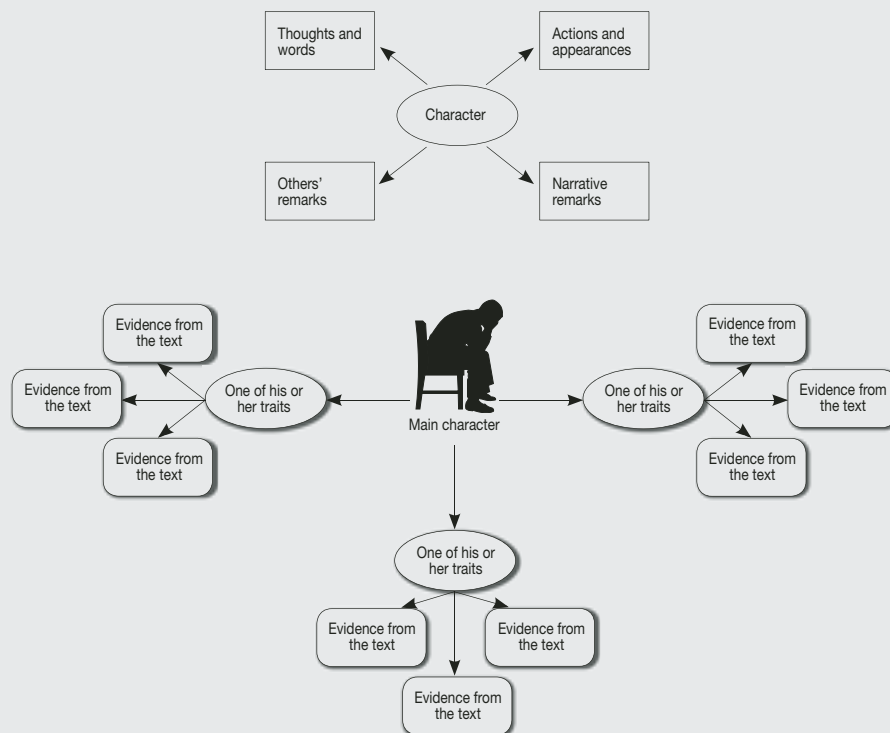 Thoughts and
words
Actions and
appearances
Character
Others’
remarks
Narrative
remarks
Evidence from
the text
Evidence from
the text
Evidence from
the text
One of his or
her traits
Main character
One of his or
her traits
Evidence from
the text
Evidence from
the text
Evidence from
the text
One of his or
her traits
Evidence from
the text
Evidence from
the text
Evidence from
the text